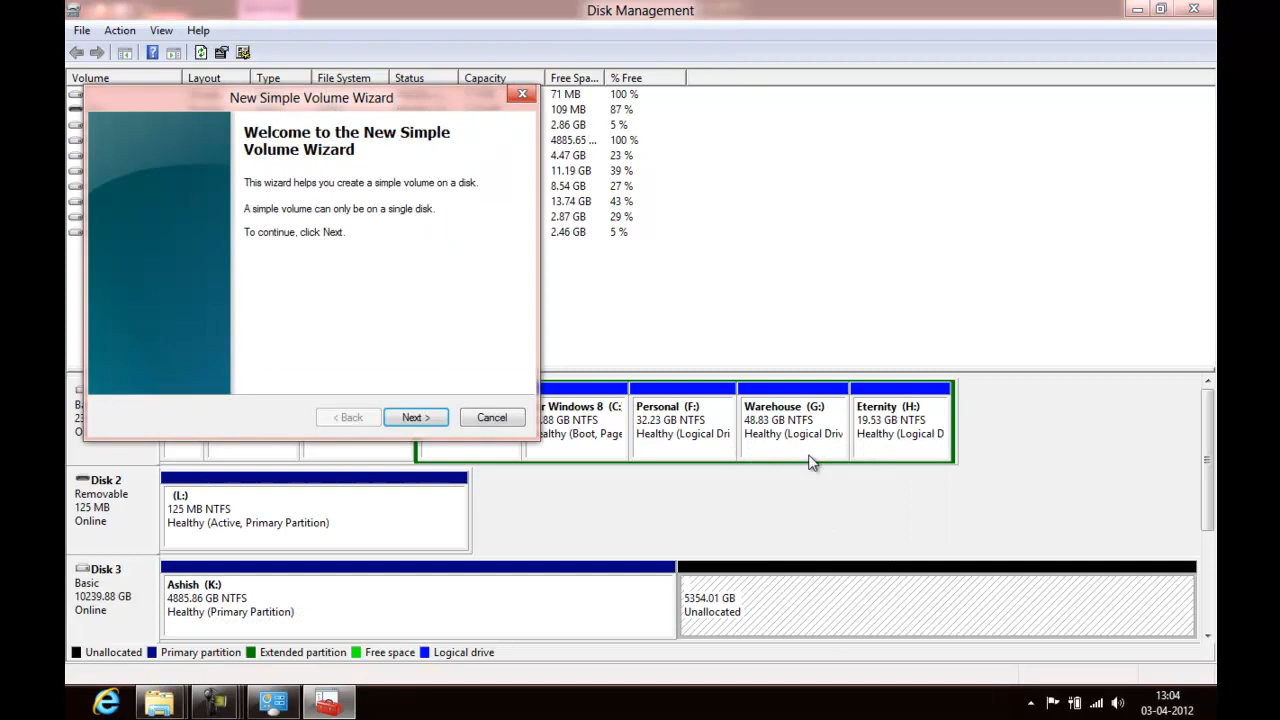 Disk Management
File Action View Help
Volume Layout Type File System Status Capacity Free Spa... % Free
71 MB 100 %
109 MB 87 %
2.86 GB 5 %
4885.65 ... 100 %
4.47 GB 23 %
11.19 GB 39 %
8.54 GB 27 %
13.74 GB 43 %
2.87 GB 29 %
2.46 GB 5 %
New Simple Volume Wizard
Welcome to the New Simple
Volume Wizard
This wizard helps you create a simple volume on a disk.
A simple volume can only be on a single disk.
To continue, click Next.
< Back Next > Cancel
r Windows 8 (C: Personal (F:) Warehouse (G:) Eternity (H:)
.88 GB NTFS 32.23 GB NTFS 48.83 GB NTFS 19.53 GB NTFS
ealthy (Boot, Page Healthy (Logical Dri Healthy (Logical Driv Healthy (Logical D
Disk 2
Removable
125 MB
Online
(L:)
125 MB NTFS
Healthy (Active, Primary Partition)
Disk 3
Basic
10239.88 GB
Online
Ashish (K:)
4885.86 GB NTFS
Healthy (Primary Partition)
5354.01 GB
Unallocated
Unallocated Primary partition Extended partition Free space Logical drive
13:04
03-04-2012